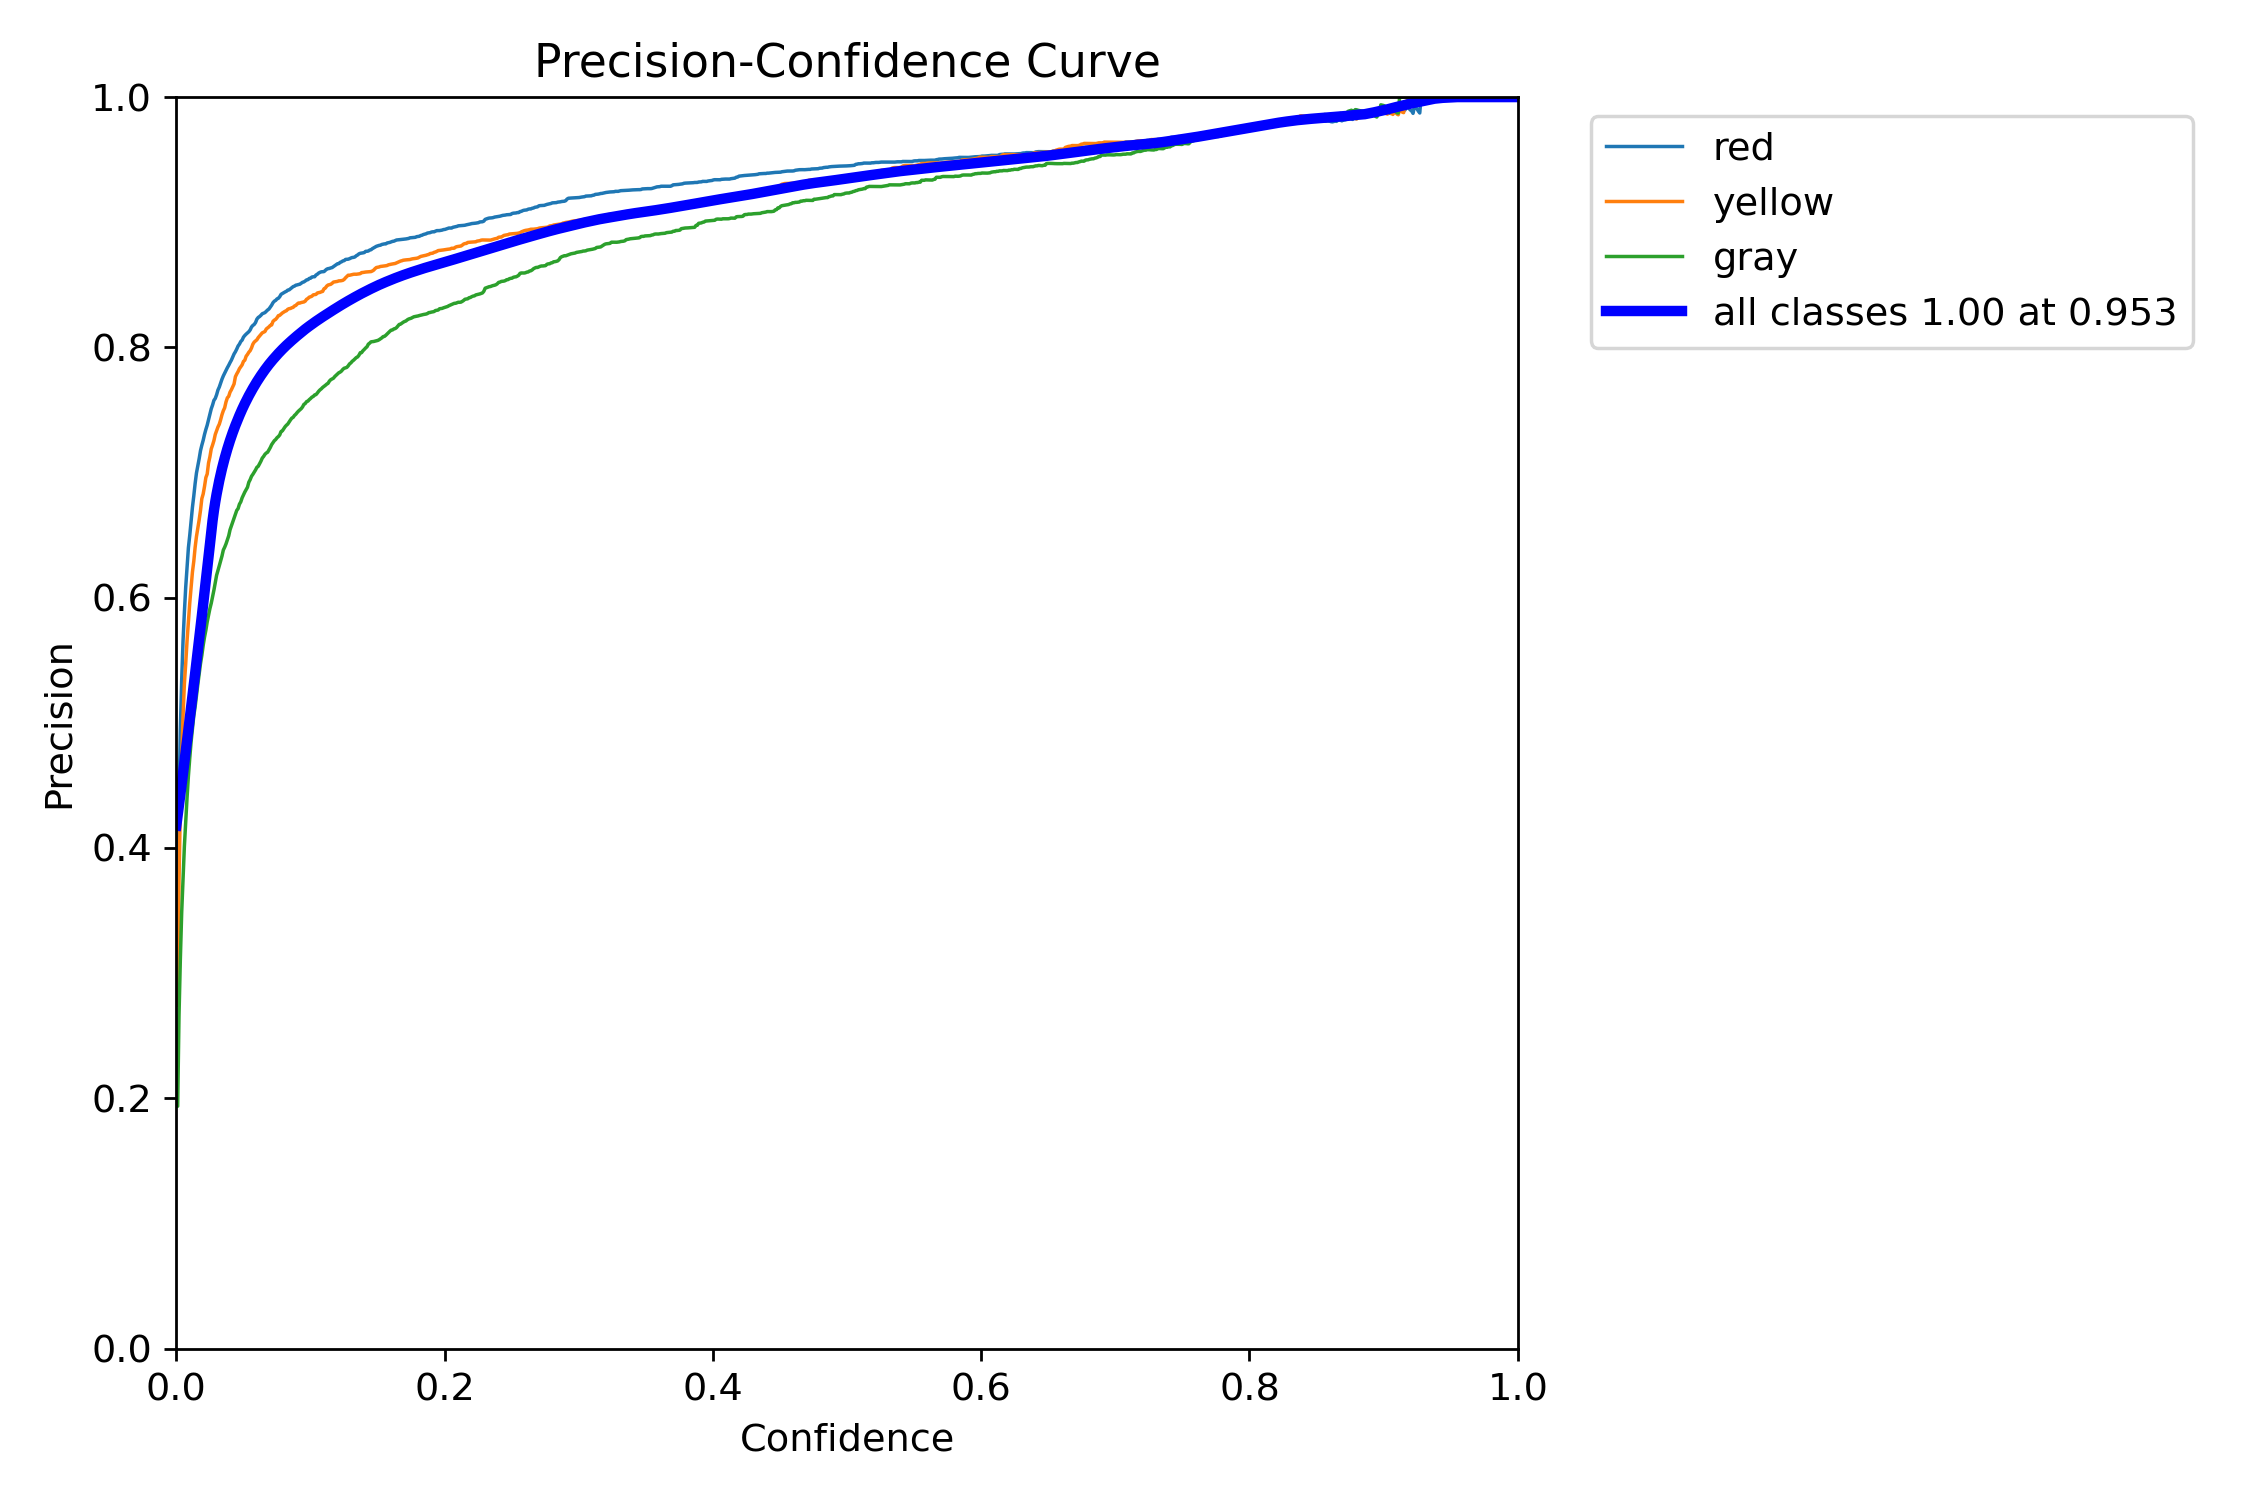 Precision-Confidence Curve
1.0
0.8
0.6
0.4
0.2
0.0
Precision
0.0 0.2 0.4 0.6 0.8 1.0
Confidence
red
yellow
gray
all classes 1.00 at 0.953